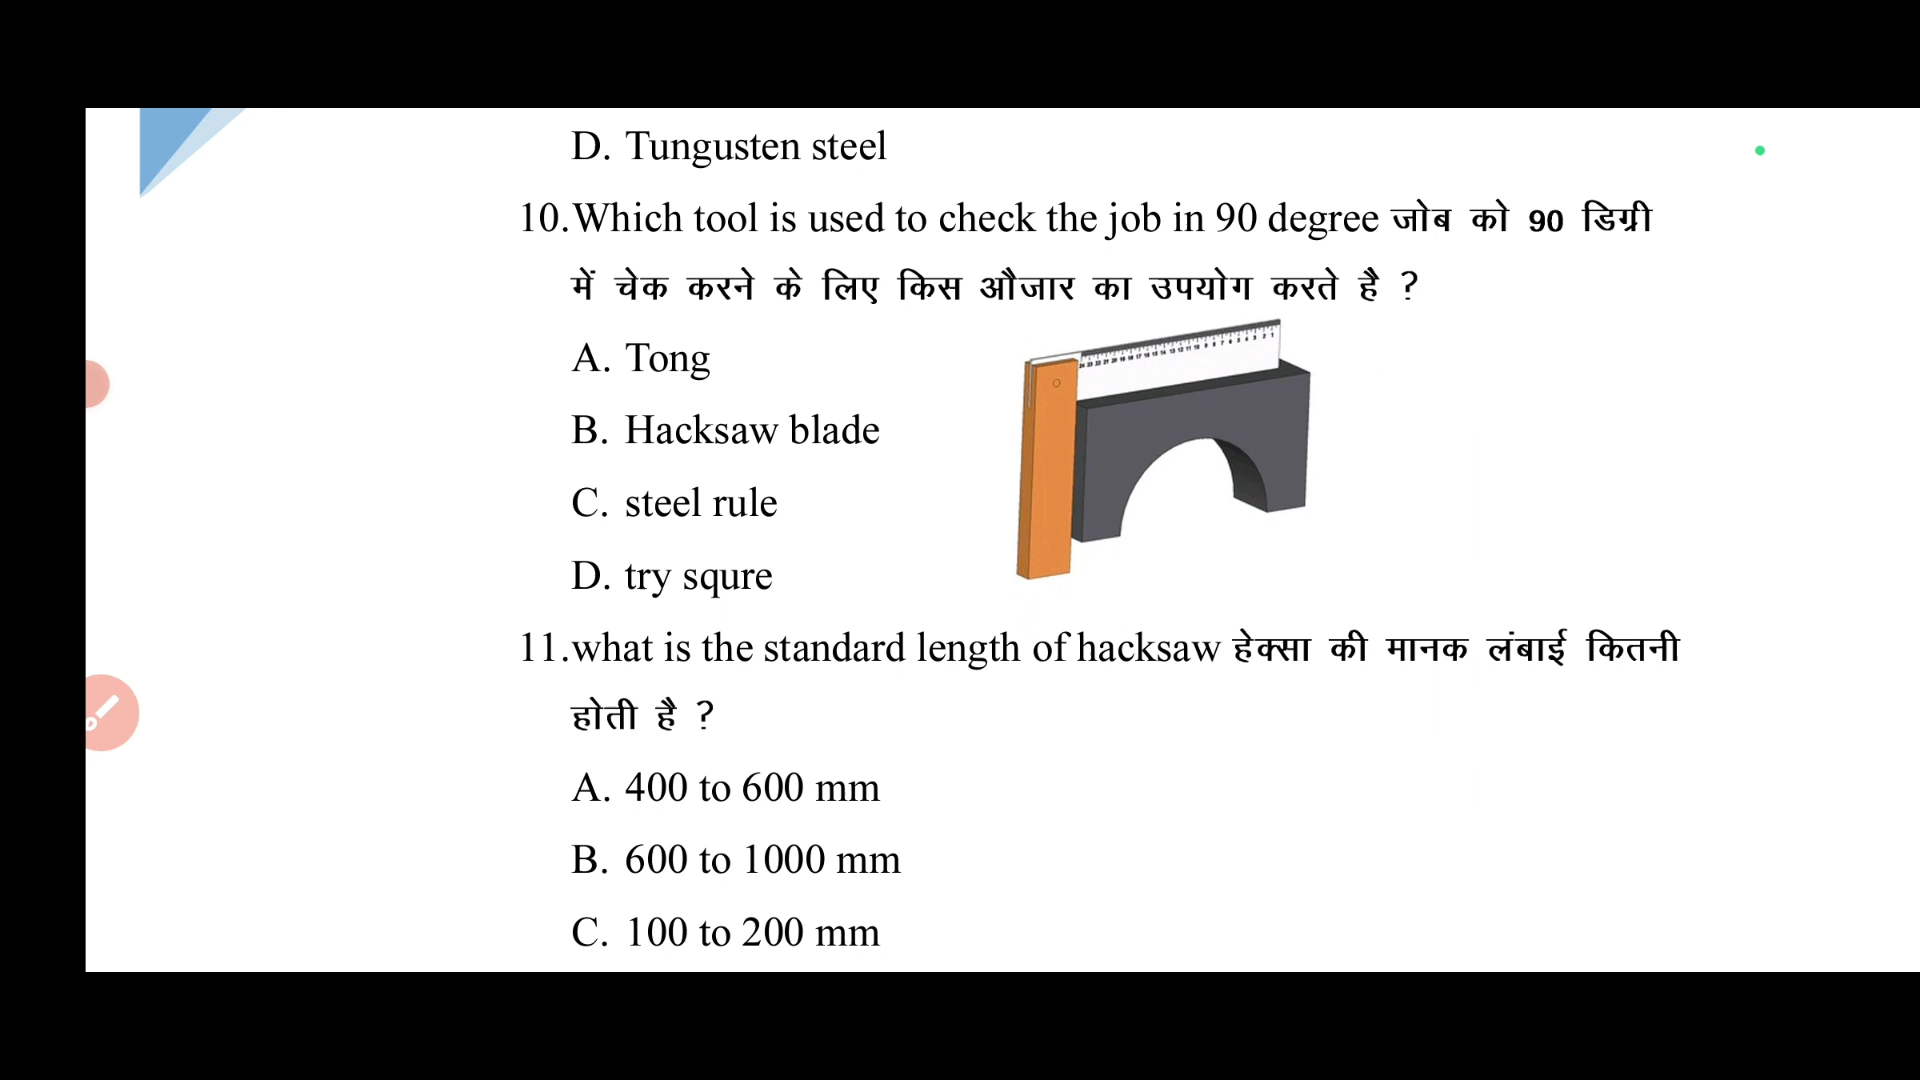 D. Tungusten steel
10.Which tool is used to check the job in 90 degree जोब को 90 डिग्री
में चेक करने के लिए किस औजार का उपयोग करते है ?
A. Tong
B. Hacksaw blade
C. steel rule
D. try squre
11.what is the standard length of hacksaw हेक्सा की मानक लंबाई कितनी
होती है ?
A. 400 to 600 mm
B. 600 to 1000 mm
C. 100 to 200 mm